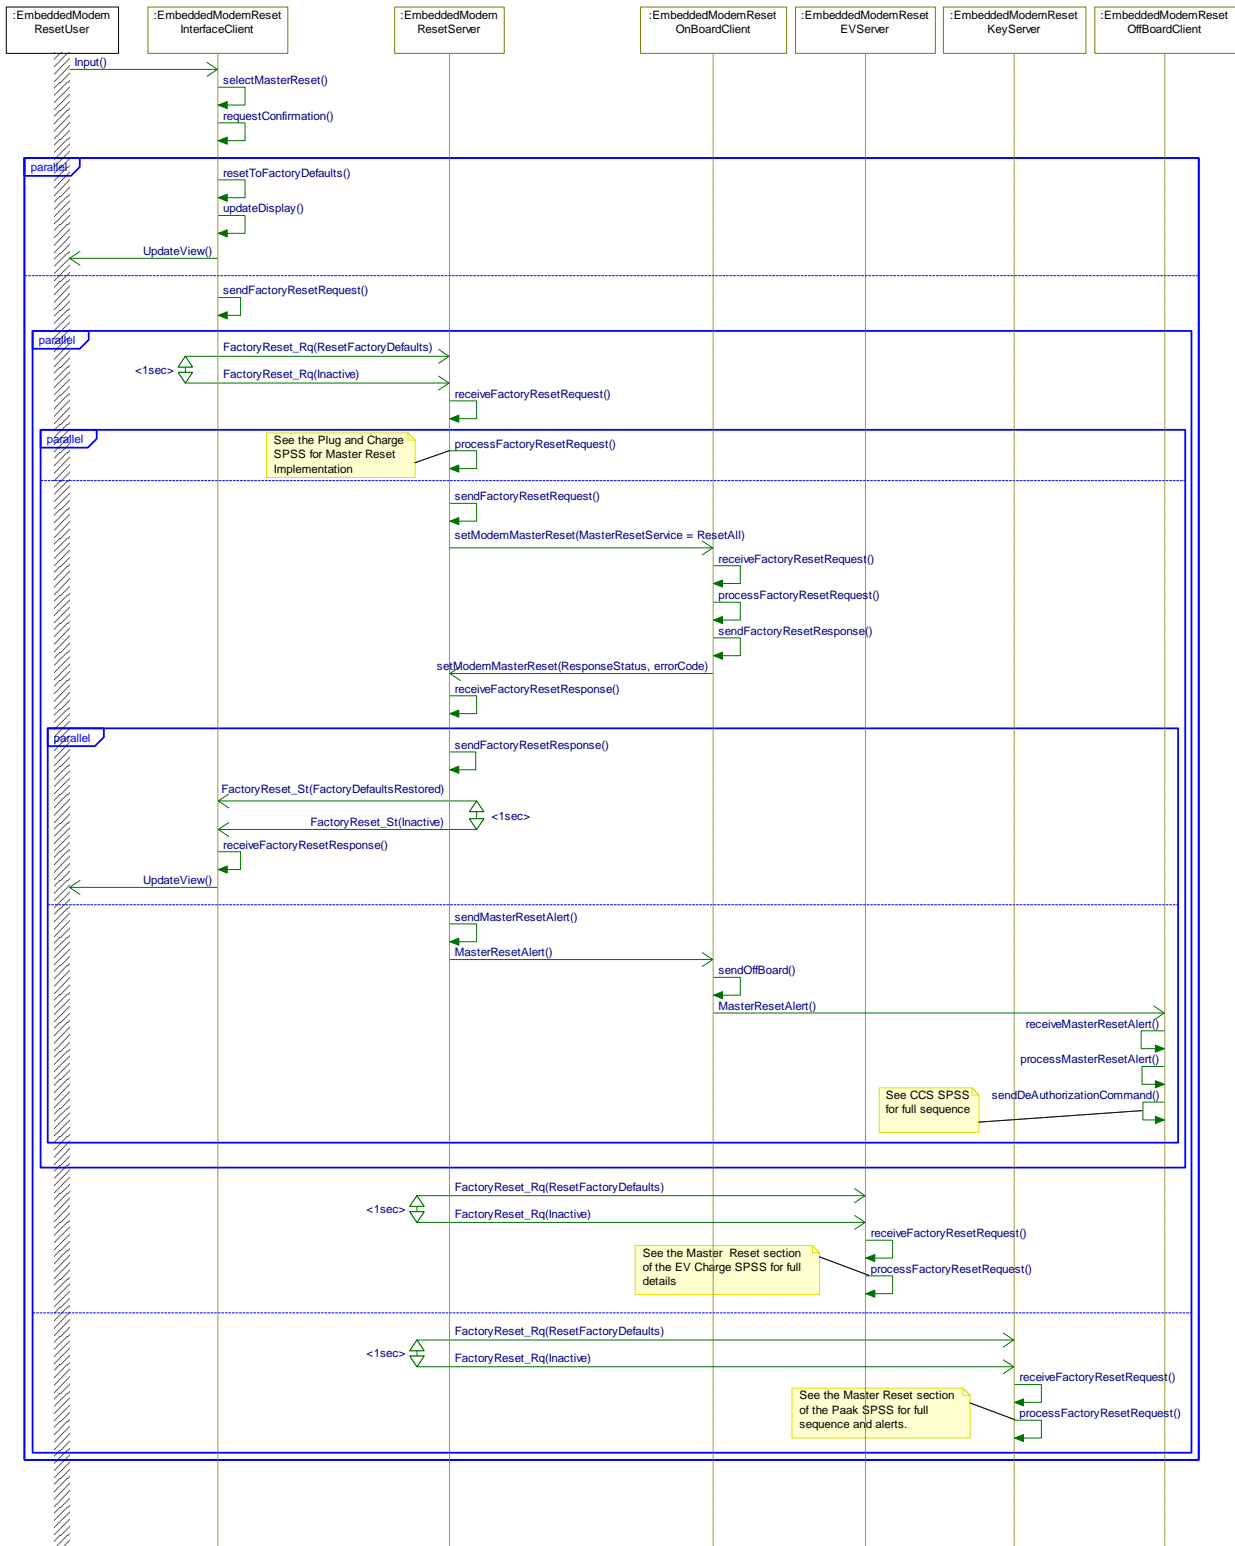 :EmbeddedModem
ResetUser
:EmbeddedModemReset
InterfaceClient
:EmbeddedModem
ResetServer
:EmbeddedModemReset
OnBoardClient
:EmbeddedModemReset
EVServer
:EmbeddedModemReset
KeyServer
:EmbeddedModemReset
OffBoardClient
Input()
selectMasterReset()
requestConfirmation()
parallel
resetToFactoryDefaults()
updateDisplay()
UpdateView()
sendFactoryResetRequest()
parallel
FactoryReset_Rq(ResetFactoryDefaults)
<1sec>
FactoryReset_Rq(Inactive)
receiveFactoryResetRequest()
parallel
See the Plug and Charge
SPSS for Master Reset
Implementation
processFactoryResetRequest()
sendFactoryResetRequest()
setModemMasterReset(MasterResetService = ResetAll)
receiveFactoryResetRequest()
processFactoryResetRequest()
sendFactoryResetResponse()
setModemMasterReset(ResponseStatus, errorCode)
receiveFactoryResetResponse()
parallel
sendFactoryResetResponse()
FactoryReset_St(FactoryDefaultsRestored)
<1sec>
FactoryReset_St(Inactive)
receiveFactoryResetResponse()
UpdateView()
sendMasterResetAlert()
MasterResetAlert()
sendOffBoard()
MasterResetAlert()
receiveMasterResetAlert()
processMasterResetAlert()
See CCS SPSS
for full sequence
sendDeAuthorizationCommand()
FactoryReset_Rq(ResetFactoryDefaults)
<1sec>
FactoryReset_Rq(Inactive)
receiveFactoryResetRequest()
See the Master  Reset section
of the EV Charge SPSS for full
details
processFactoryResetRequest()
FactoryReset_Rq(ResetFactoryDefaults)
<1sec>
FactoryReset_Rq(Inactive)
receiveFactoryResetRequest()
See the Master Reset section
of the Paak SPSS for full
sequence and alerts.
processFactoryResetRequest()